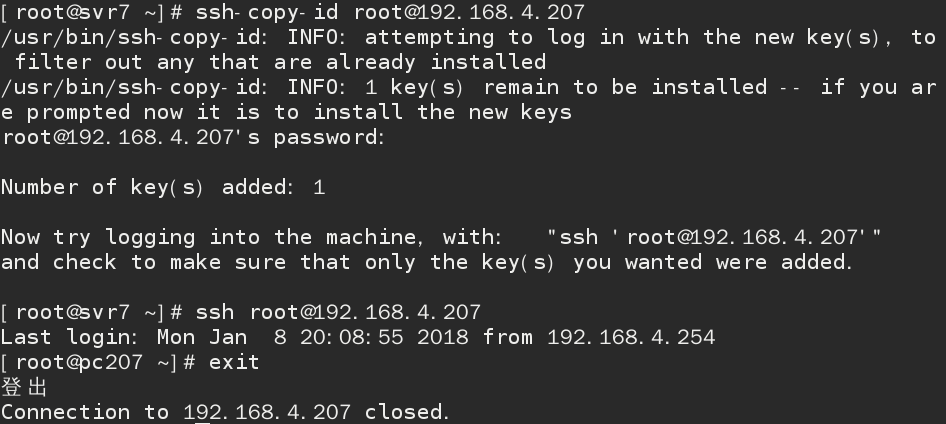 [root@svr7 ~]# ssh-copy-id root@192.168.4.207
/usr/bin/ssh-copy-id: INFO: attempting to log in with the new key(s), to
 filter out any that are already installed
/usr/bin/ssh-copy-id: INFO: 1 key(s) remain to be installed -- if you ar
e prompted now it is to install the new keys
root@192.168.4.207's password:
Number of key(s) added: 1
Now try logging into the machine, with:   "ssh 'root@192.168.4.207'"
and check to make sure that only the key(s) you wanted were added.
[root@svr7 ~]# ssh root@192.168.4.207
Last login: Mon Jan  8 20:08:55 2018 from 192.168.4.254
[root@pc207 ~]# exit
登出
Connection to 192.168.4.207 closed.